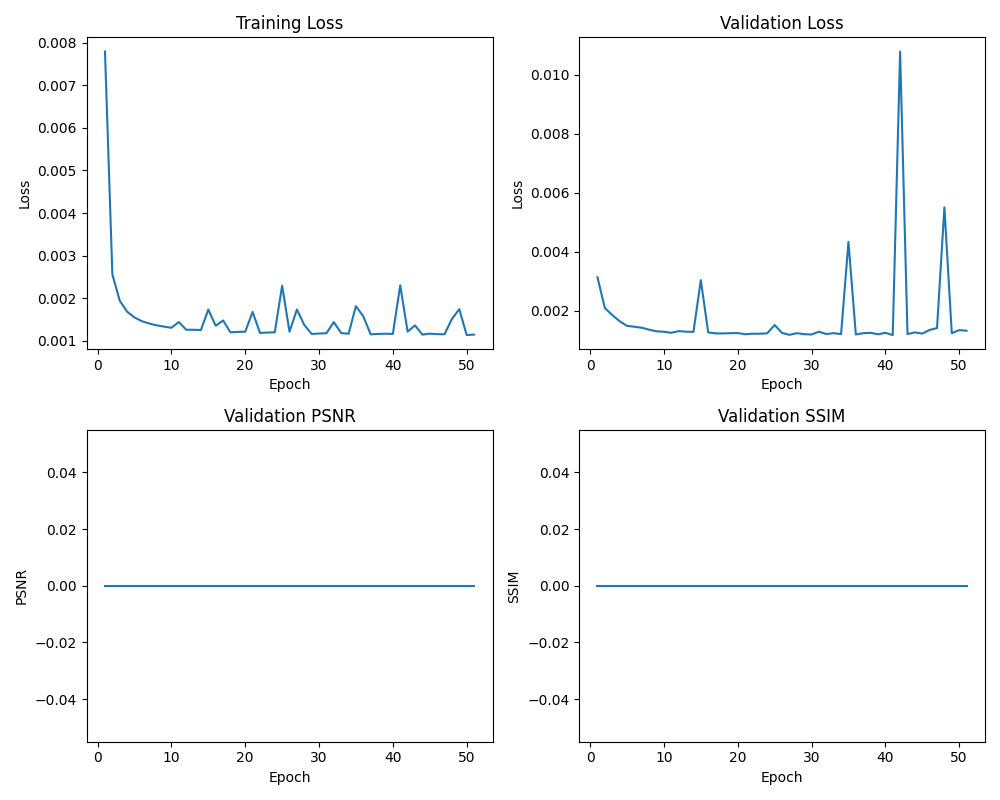 Training Loss
Validation Loss
0.008
0.007
0.006
0.005
0.004
0.003
0.002
0.001
Loss
0 10 20 30 40 50
Epoch
0.010
0.008
0.006
0.004
0.002
Loss
0 10 20 30 40 50
Epoch
Validation PSNR
Validation SSIM
0.04
0.02
0.00
−0.02
−0.04
PSNR
0 10 20 30 40 50
Epoch
0.04
0.02
0.00
−0.02
−0.04
SSIM
0 10 20 30 40 50
Epoch